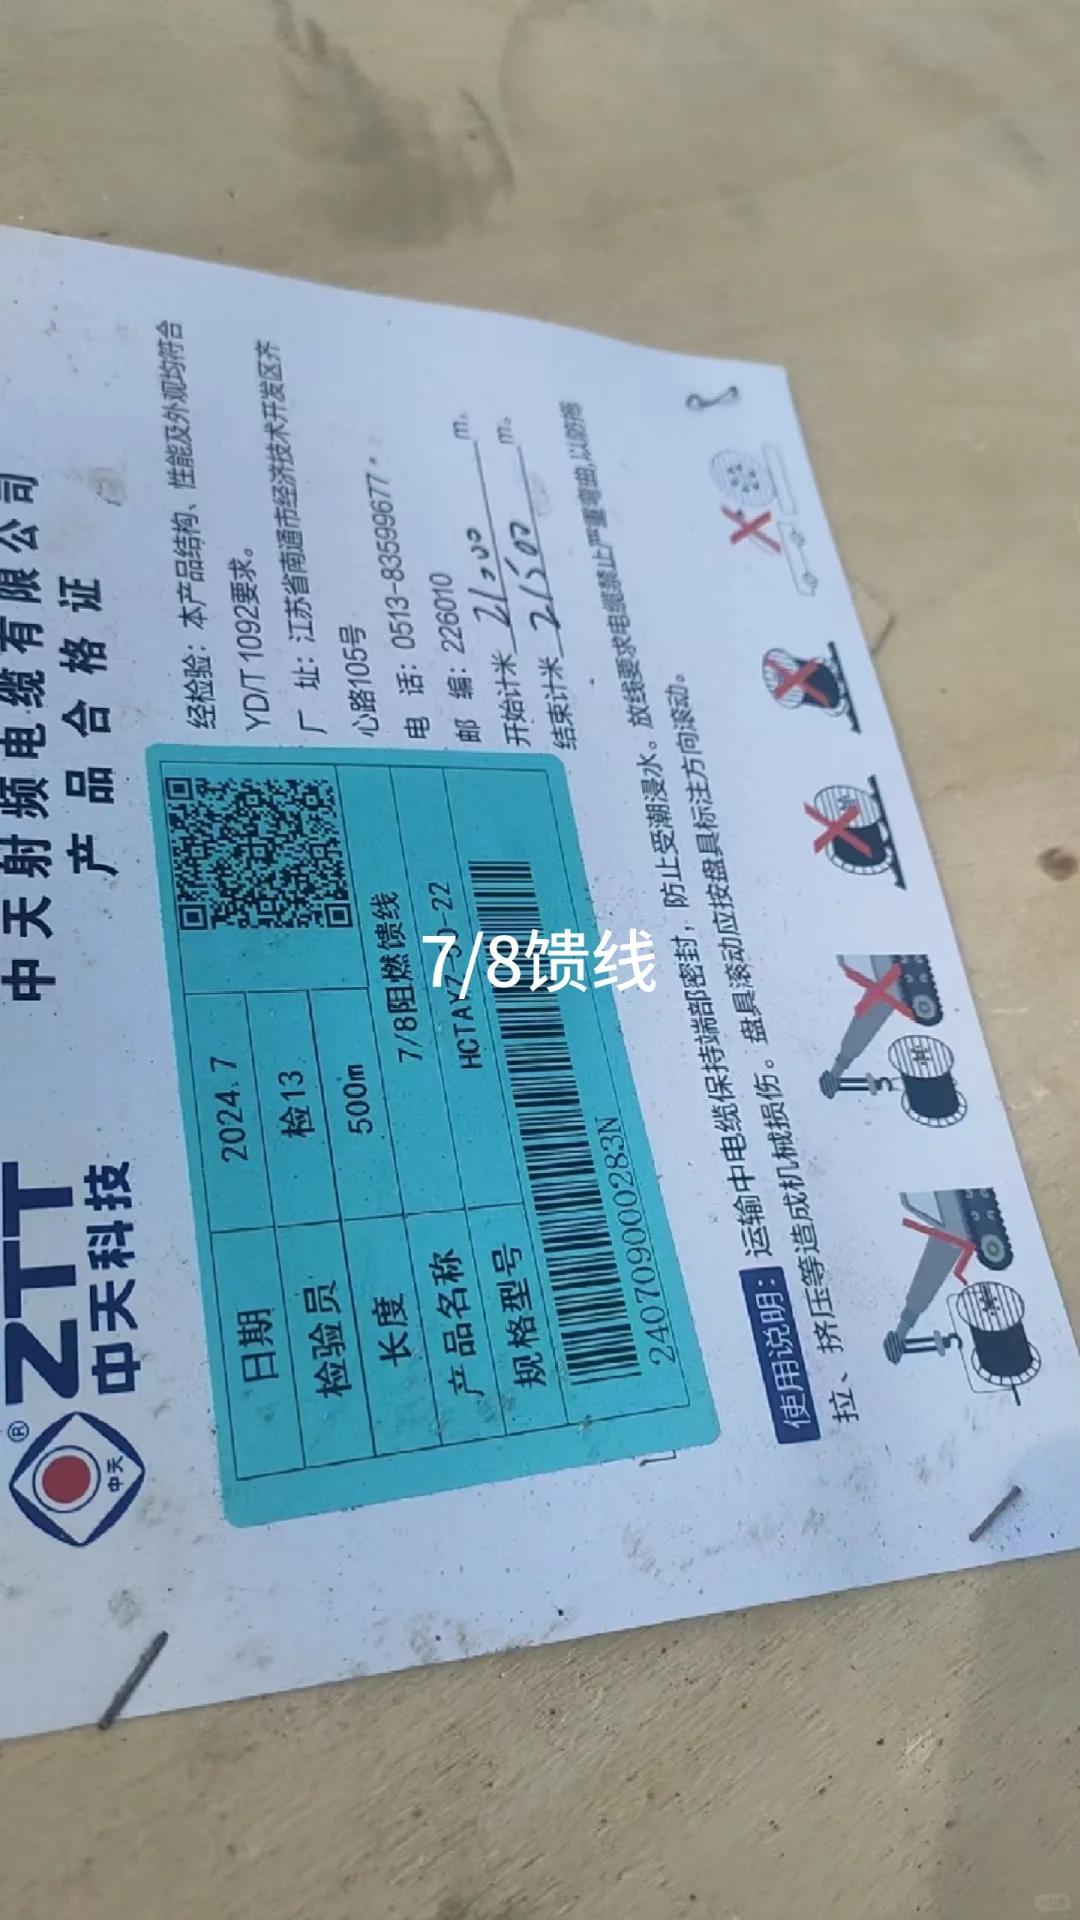 ZTT
中天科技
®
中天
中天射频电缆有限公司
产品合格证
日期 2024.7
检验员 检13
长度 500m
产品名称 7/8阻燃馈线
规格型号
240709000283N
经检验：本产品结构、性能及外观均符合
YD/T 1092要求。
厂 址：江苏省南通市经济技术开发区齐
心路105号
电 话：0513-83599677
邮 编：226010
开始计米 21000 m.
结束计米 21500 m.
使用说明: 运输中电缆保持端部密封，防止受潮浸水。放线要求电缆禁止严重弯曲,以防
拉、挤压等造成机械损伤。盘具滚动应按盘具标注方向滚动。
7/8馈线